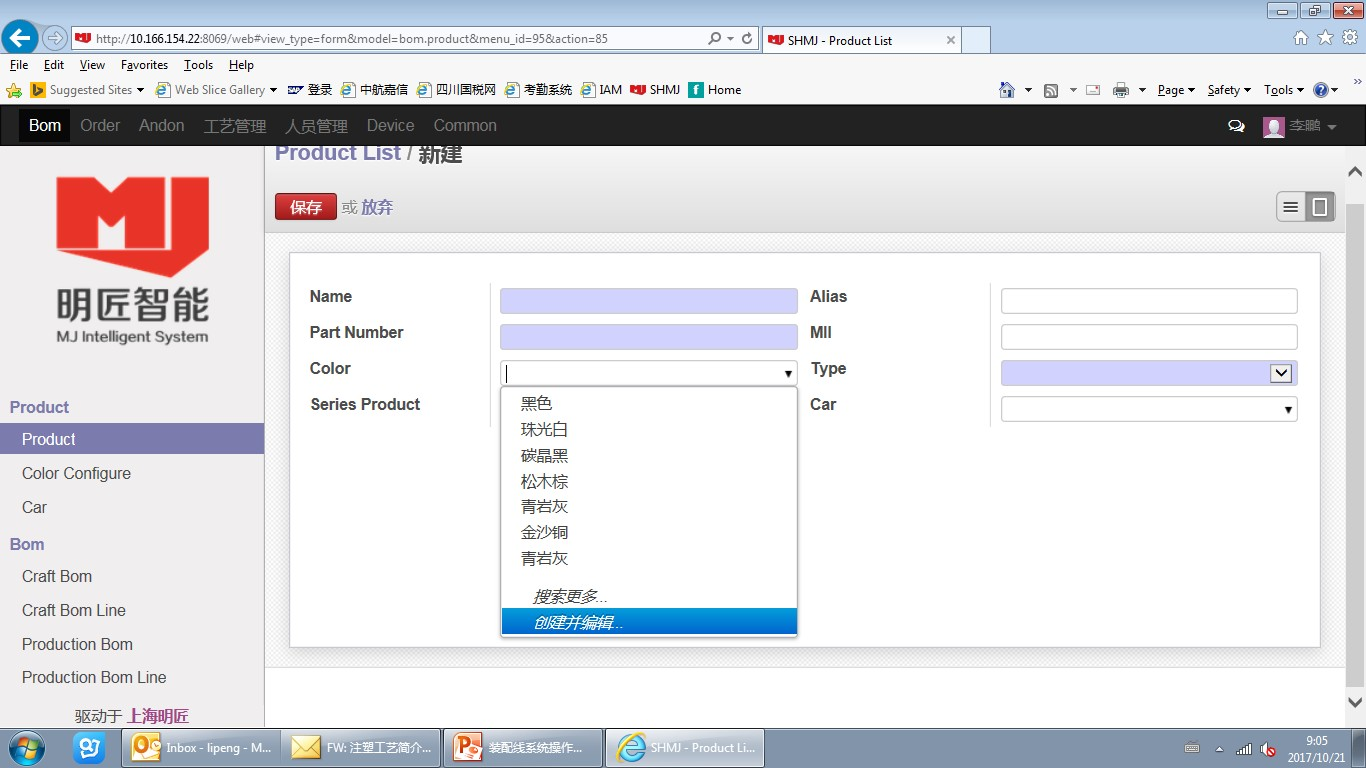 http://10.166.154.22:8069/web#view_type=form&model=bom.product&menu_id=95&action=85
SHMJ - Product List
File Edit View Favorites Tools Help
Suggested Sites Web Slice Gallery SAP 登录 中航嘉信 四川国税网 考勤系统 IAM SHMJ f Home Page Safety Tools
Bom Order Andon 工艺管理 人员管理 Device Common 李鹏
Product List / 新建
保存 或 放弃
MJ
明匠智能
MJ Intelligent System
Product
Product
Color Configure
Car
Bom
Craft Bom
Craft Bom Line
Production Bom
Production Bom Line
驱动于 上海明匠
Name Alias
Part Number MII
Color Type
Series Product Car
黑色
珠光白
碳晶黑
松木棕
青岩灰
金沙铜
青岩灰
搜索更多...
创建并编辑...
Inbox - lipeng - M... FW: 注塑工艺简介... 装配线系统操作... SHMJ - Product Li...
9:05
2017/10/21